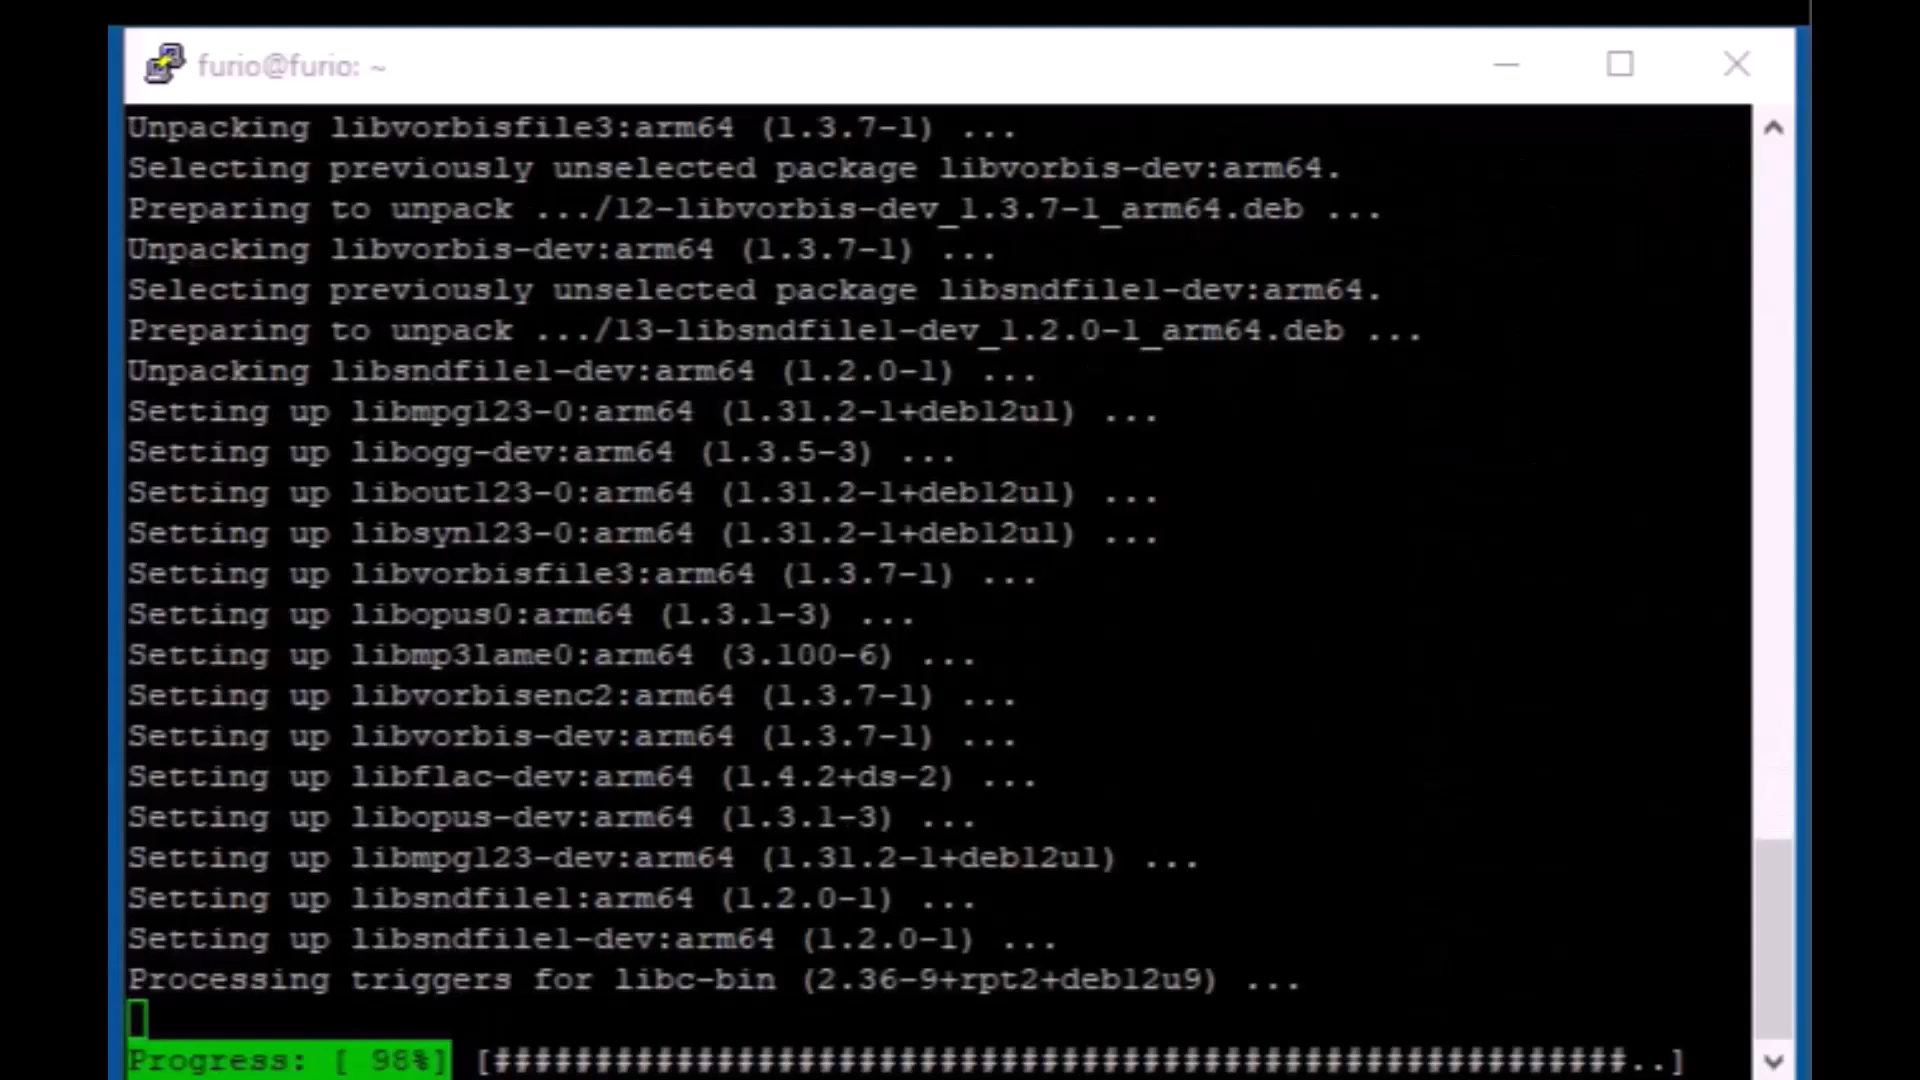 furio@furio: ~
Unpacking libvorbisfile3:arm64 (1.3.7-1) ...
Selecting previously unselected package libvorbis-dev:arm64.
Preparing to unpack .../12-libvorbis-dev_1.3.7-1_arm64.deb ...
Unpacking libvorbis-dev:arm64 (1.3.7-1) ...
Selecting previously unselected package libsndfile1-dev:arm64.
Preparing to unpack .../13-libsndfile1-dev_1.2.0-1_arm64.deb ...
Unpacking libsndfile1-dev:arm64 (1.2.0-1) ...
Setting up libmpg123-0:arm64 (1.31.2-1+deb12u1) ...
Setting up libogg-dev:arm64 (1.3.5-3) ...
Setting up libout123-0:arm64 (1.31.2-1+deb12u1) ...
Setting up libsyn123-0:arm64 (1.31.2-1+deb12u1) ...
Setting up libvorbisfile3:arm64 (1.3.7-1) ...
Setting up libopus0:arm64 (1.3.1-3) ...
Setting up libmp3lame0:arm64 (3.100-6) ...
Setting up libvorbisenc2:arm64 (1.3.7-1) ...
Setting up libvorbis-dev:arm64 (1.3.7-1) ...
Setting up libflac-dev:arm64 (1.4.2+ds-2) ...
Setting up libopus-dev:arm64 (1.3.1-3) ...
Setting up libmpg123-dev:arm64 (1.31.2-1+deb12u1) ...
Setting up libsndfile1:arm64 (1.2.0-1) ...
Setting up libsndfile1-dev:arm64 (1.2.0-1) ...
Processing triggers for libc-bin (2.36-9+rpt2+deb12u9) ...
Progress: [ 98%] [########################################################..]